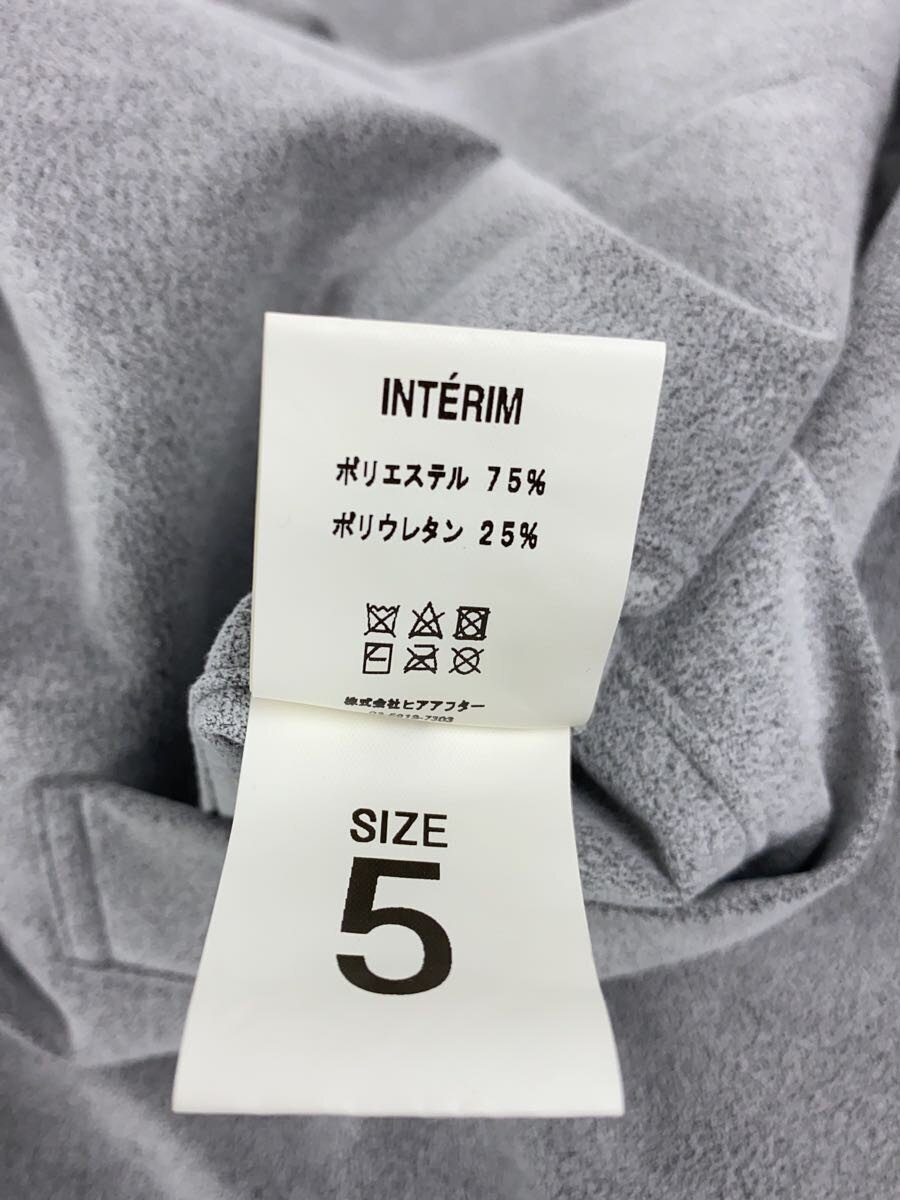 INTÉRIM
ポリエステル 75%
ポリウレタン 25%
株式会社ヒアアフター
SIZE
5